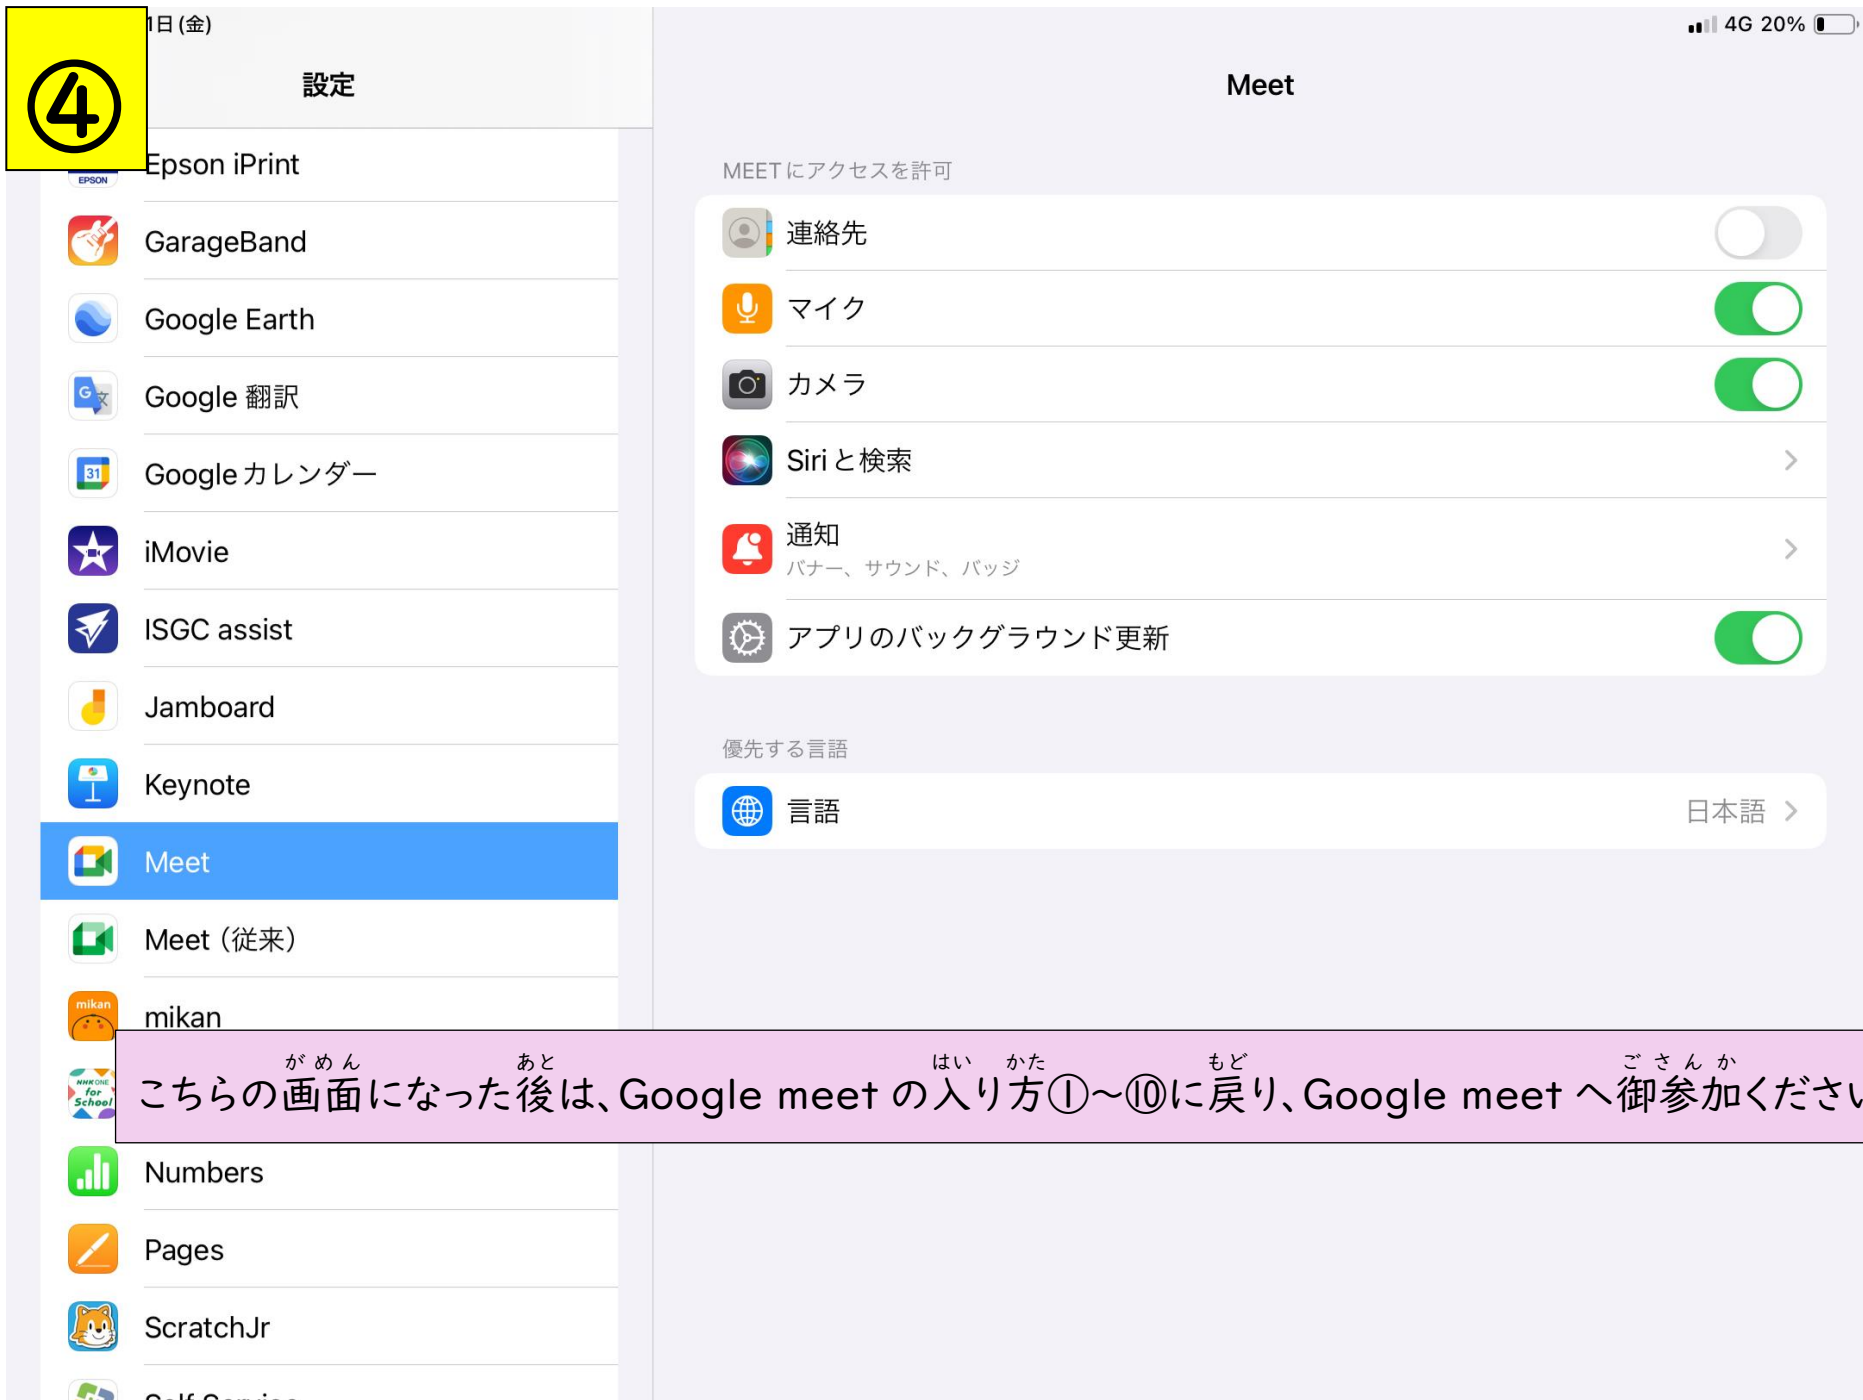 ④
1日(金)
4G 20%
設定
Meet
EPSON
Epson iPrint
GarageBand
Google Earth
Google 翻訳
31
Googleカレンダー
iMovie
ISGC assist
Jamboard
Keynote
Meet
Meet（従来）
mikan
mikan
NHK ONE
for
School
Numbers
Pages
ScratchJr
MEETにアクセスを許可
連絡先
マイク
カメラ
Siriと検索
通知
バナー、サウンド、バッジ
アプリのバックグラウンド更新
優先する言語
言語
日本語
がめん あと はい かた もど ごさんか
こちらの画面になった後は、Google meet の入り方①～⑩に戻り、Google meet へ御参加ください